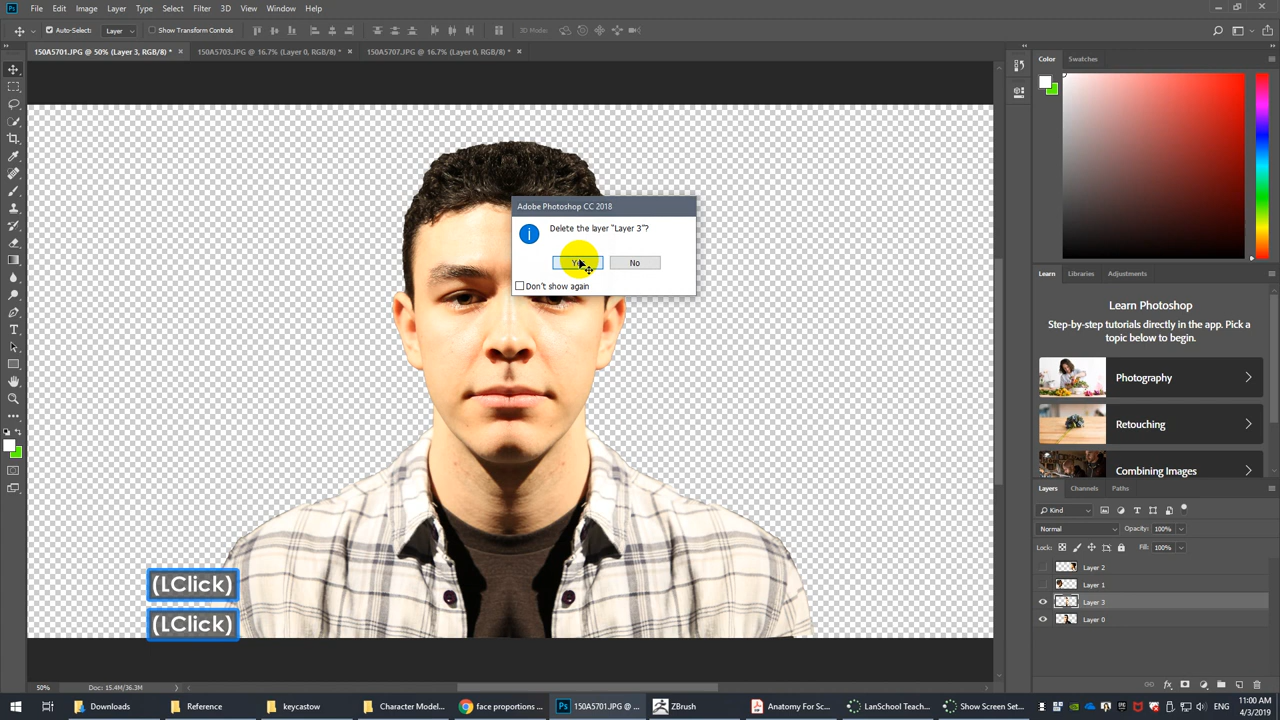 Ps File Edit Image Layer Type Select Filter 3D View Window Help
Auto-Select: Layer Show Transform Controls 3D Mode:
150A5701.JPG @ 50% (Layer 3, RGB/8) * × 150A5703.JPG @ 16.7% (Layer 0, RGB/8) * × 150A5707.JPG @ 16.7% (Layer 0, RGB/8) * ×
Color Swatches
Adobe Photoshop CC 2018
Delete the layer "Layer 3"?
No
Don't show again
Learn Libraries Adjustments
Learn Photoshop
Step-by-step tutorials directly in the app. Pick a
topic below to begin.
Photography
Retouching
Combining Images
Layers Channels Paths
Kind
Normal Opacity: 100%
Lock: Fill: 100%
Layer 2
Layer 1
Layer 3
Layer 0
(LClick)
(LClick)
50% Doc: 15.4M/36.3M
Downloads Reference keycastow Character Model... face proportions ... Ps 150A5701.JPG @ ... ZBrush Anatomy For Sc... LanSchool Teach... Show Screen Set... ENG
11:00 AM
4/3/2019